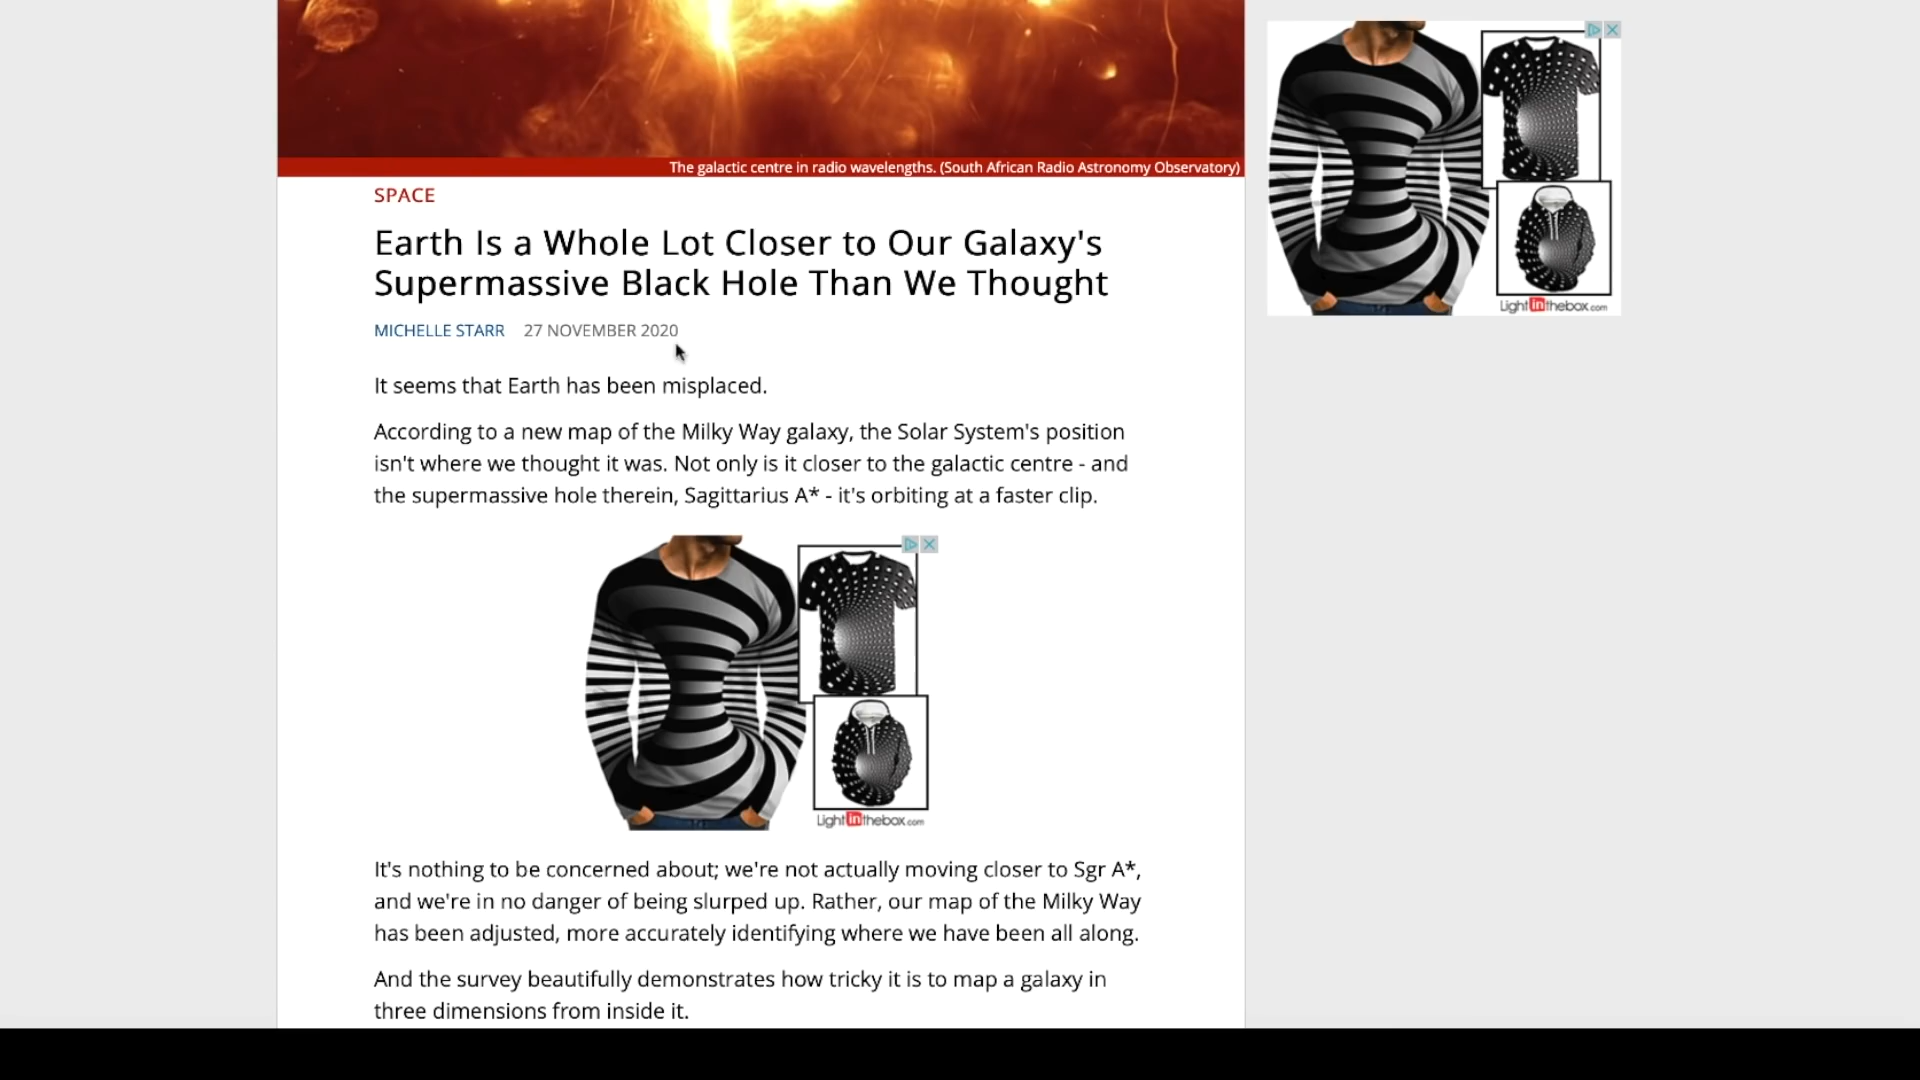 The galactic centre in radio wavelengths. (South African Radio Astronomy Observatory)
SPACE
Earth Is a Whole Lot Closer to Our Galaxy's
Supermassive Black Hole Than We Thought
MICHELLE STARR 27 NOVEMBER 2020
It seems that Earth has been misplaced.
According to a new map of the Milky Way galaxy, the Solar System's position
isn't where we thought it was. Not only is it closer to the galactic centre - and
the supermassive hole therein, Sagittarius A* - it's orbiting at a faster clip.
Lightinthebox.com
It's nothing to be concerned about; we're not actually moving closer to Sgr A*,
and we're in no danger of being slurped up. Rather, our map of the Milky Way
has been adjusted, more accurately identifying where we have been all along.
And the survey beautifully demonstrates how tricky it is to map a galaxy in
three dimensions from inside it.
Lightinthebox.com